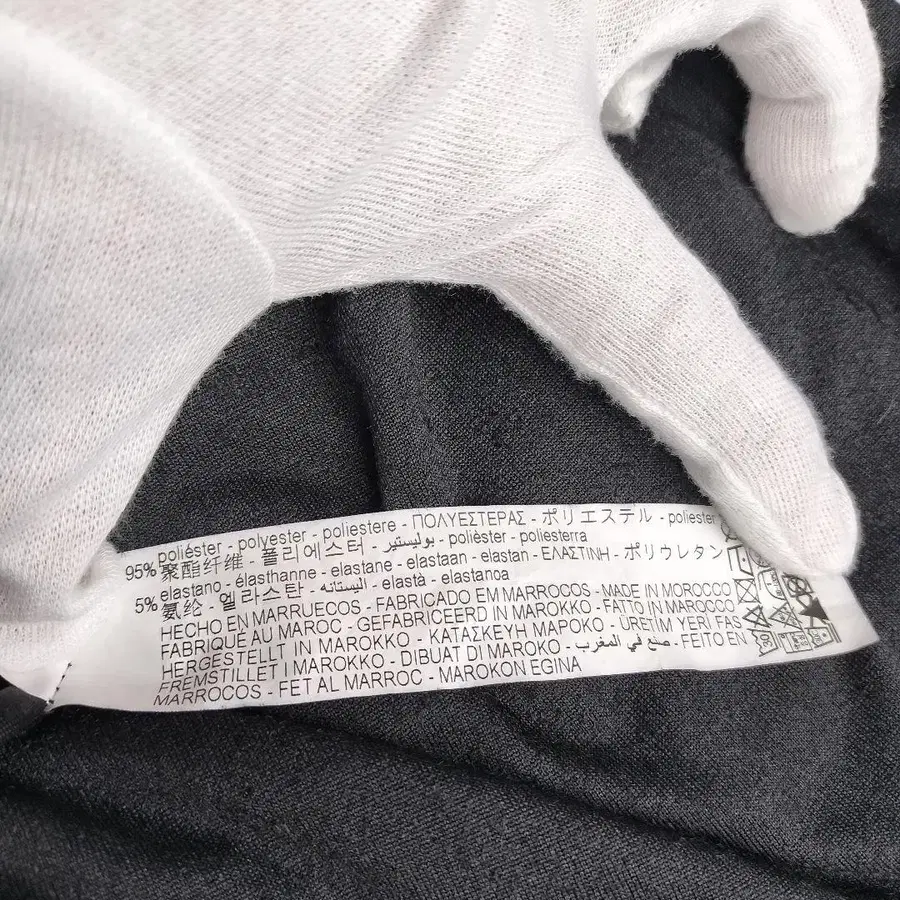 95% poliéster - polyester - poliestere - ΠΟΛΥΕΣΤΕΡΑΣ - ポリエステル - poliester
聚酯纤维 - 폴리에스터 - بوليستير - polièster - poliesterra
5% elastano - élasthanne - elastane - elastaan - elastan - ΕΛΑΣΤΙΝΗ - ポリウレタン
氨纶 - 엘라스탄 - اليستانه - elastà - elastanoa
HECHO EN MARRUECOS - FABRICADO EM MARROCOS - MADE IN MOROCCO
FABRIQUÉ AU MAROC - GEFABRICEERD IN MAROKKO - FATTO IN MAROCCO
HERGESTELLT IN MAROKKO - ΚΑΤΑΣΚΕΥΗ ΜΑΡΟΚΟ - ÜRETİM YERİ FAS
FREMSTILLET I MAROKKO - DIBUAT DI MAROKO - صنع في المغرب - FEITO EN
MARROCOS - FET AL MARROC - MAROKON EGINA